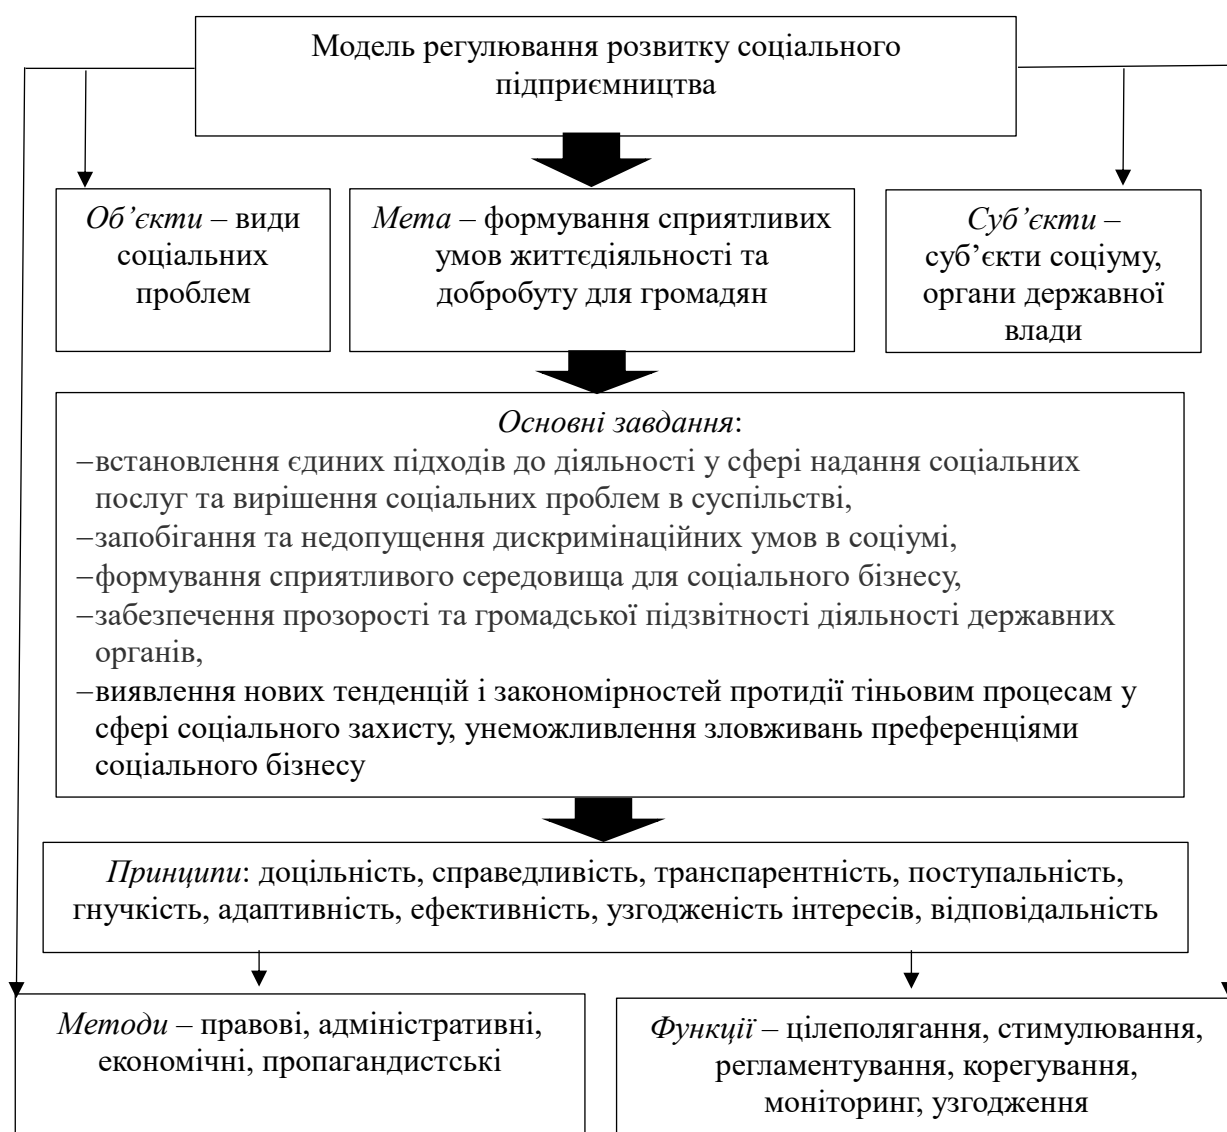 Модель регулювання розвитку соціального
підприємництва
Об’єкти – види
соціальних
проблем
Мета – формування сприятливих
умов життєдіяльності та
добробуту для громадян
Суб’єкти –
суб’єкти соціуму,
органи державної
влади
Основні завдання:
–встановлення єдиних підходів до діяльності у сфері надання соціальних
послуг та вирішення соціальних проблем в суспільстві,
–запобігання та недопущення дискримінаційних умов в соціумі,
–формування сприятливого середовища для соціального бізнесу,
–забезпечення прозорості та громадської підзвітності діяльності державних
органів,
–виявлення нових тенденцій і закономірностей протидії тіньовим процесам у
сфері соціального захисту, унеможливлення зловживань преференціями
соціального бізнесу
Принципи: доцільність, справедливість, транспарентність, поступальність,
гнучкість, адаптивність, ефективність, узгодженість інтересів, відповідальність
Методи – правові, адміністративні,
економічні, пропагандистські
Функції – цілеполягання, стимулювання,
регламентування, корегування,
моніторинг, узгодження